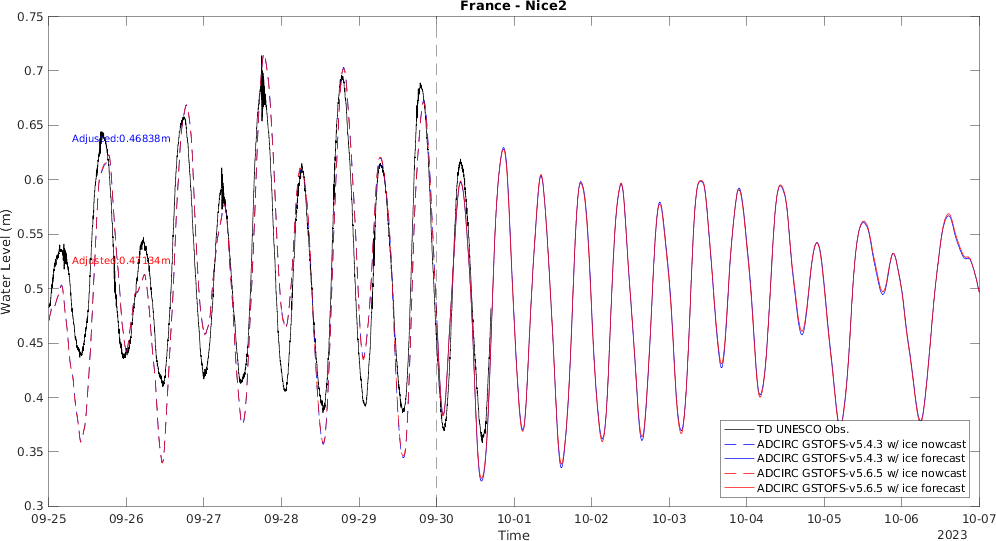 France - Nice2
0.75
0.7
0.65
0.6
0.55
0.5
0.45
0.4
0.35
0.3
Water Level (m)
Adjusted:0.46838m
Adjusted:0.47134m
TD UNESCO Obs.
ADCIRC GSTOFS-v5.4.3 w/ ice nowcast
ADCIRC GSTOFS-v5.4.3 w/ ice forecast
ADCIRC GSTOFS-v5.6.5 w/ ice nowcast
ADCIRC GSTOFS-v5.6.5 w/ ice forecast
09-25 09-26 09-27 09-28 09-29 09-30 10-01 10-02 10-03 10-04 10-05 10-06 10-07
Time
2023